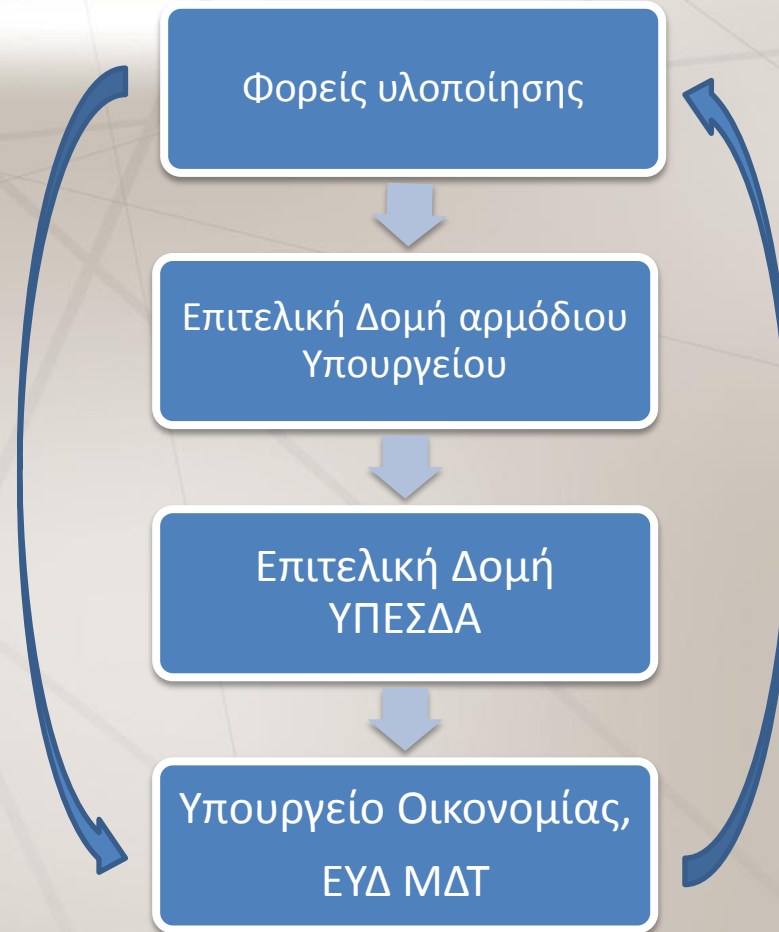 Φορείς υλοποίησης
Επιτελική Δομή αρμόδιου
Υπουργείου
Επιτελική Δομή
ΥΠΕΣΔΑ
Υπουργείο Οικονομίας,
ΕΥΔ ΜΔΤ